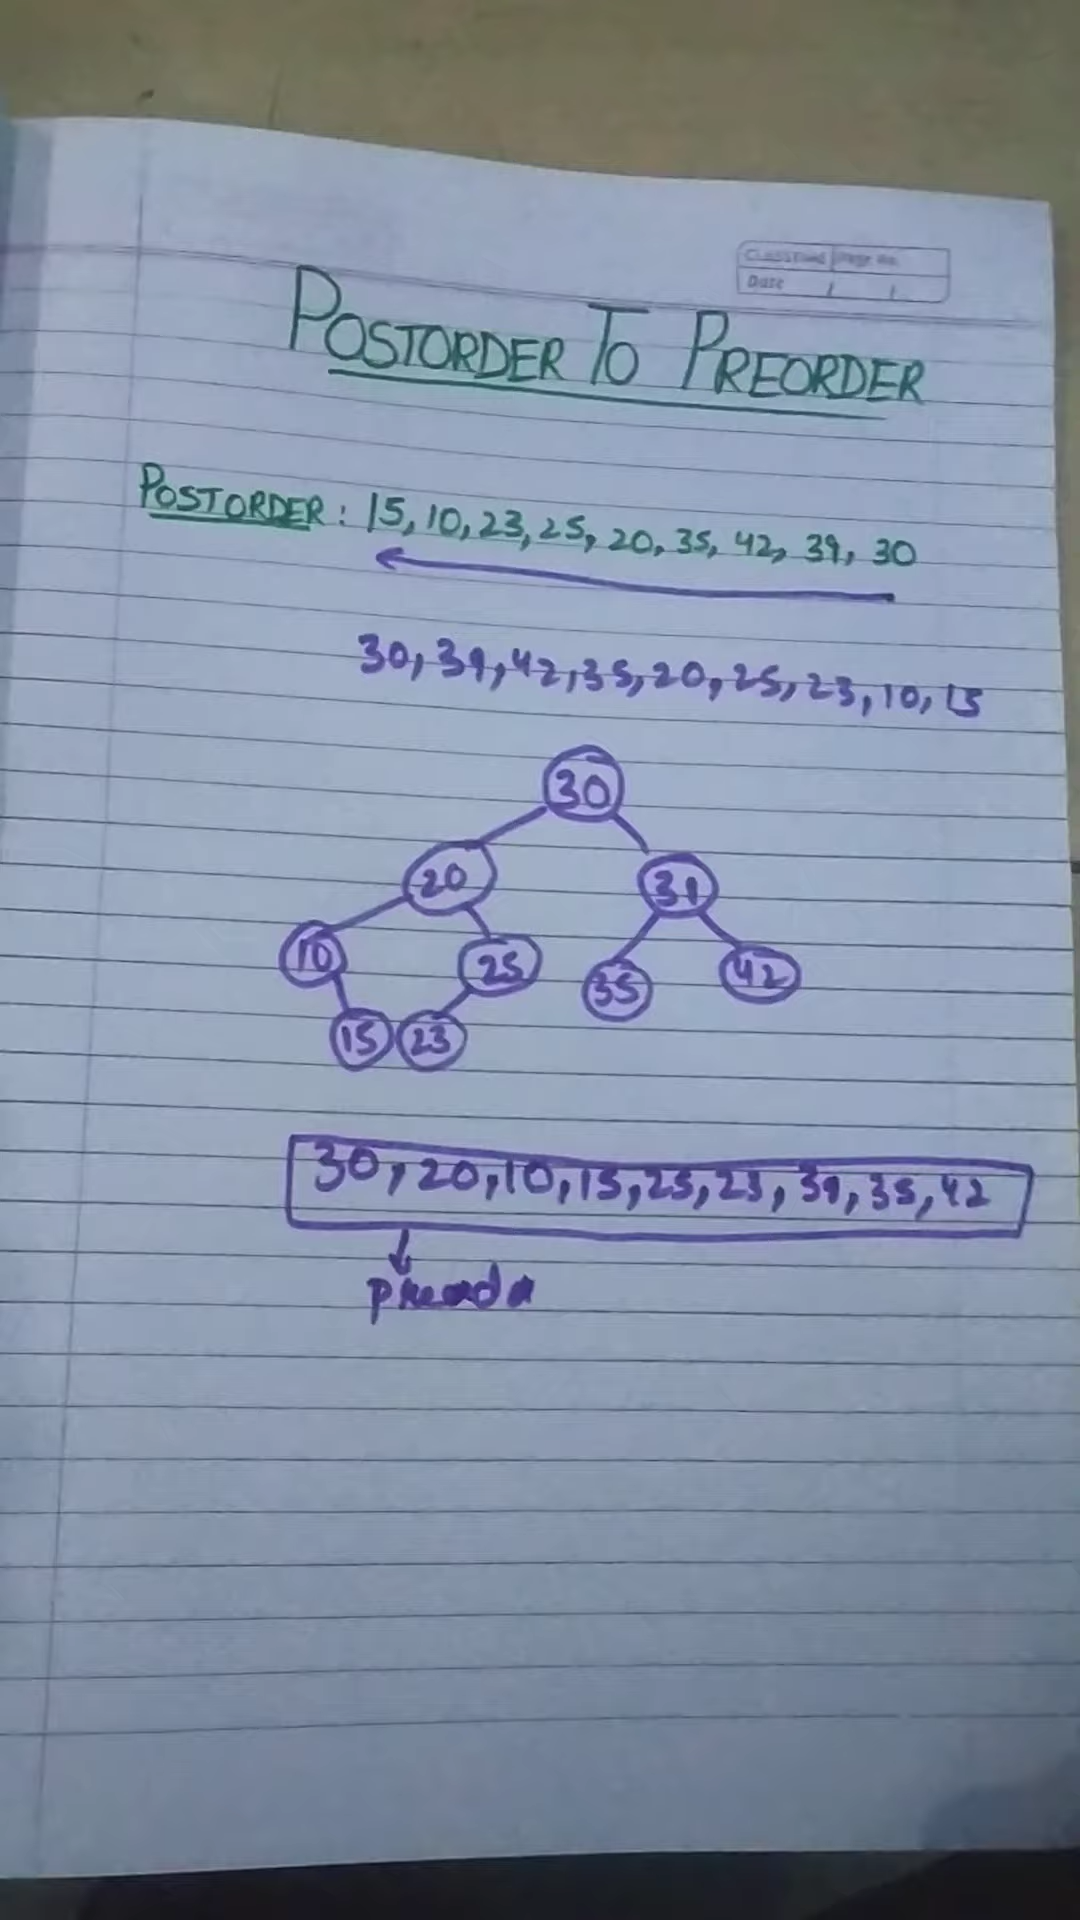 Classmate Page No.
Date / /
POSTORDER TO PREORDER
POSTORDER: 15, 10, 23, 25, 20, 35, 42, 39, 30
30, 39, 42, 35, 20, 25, 23, 10, 15
30
20 39
10 25 35 42
15 23
30, 20, 10, 15, 25, 23, 39, 35, 42